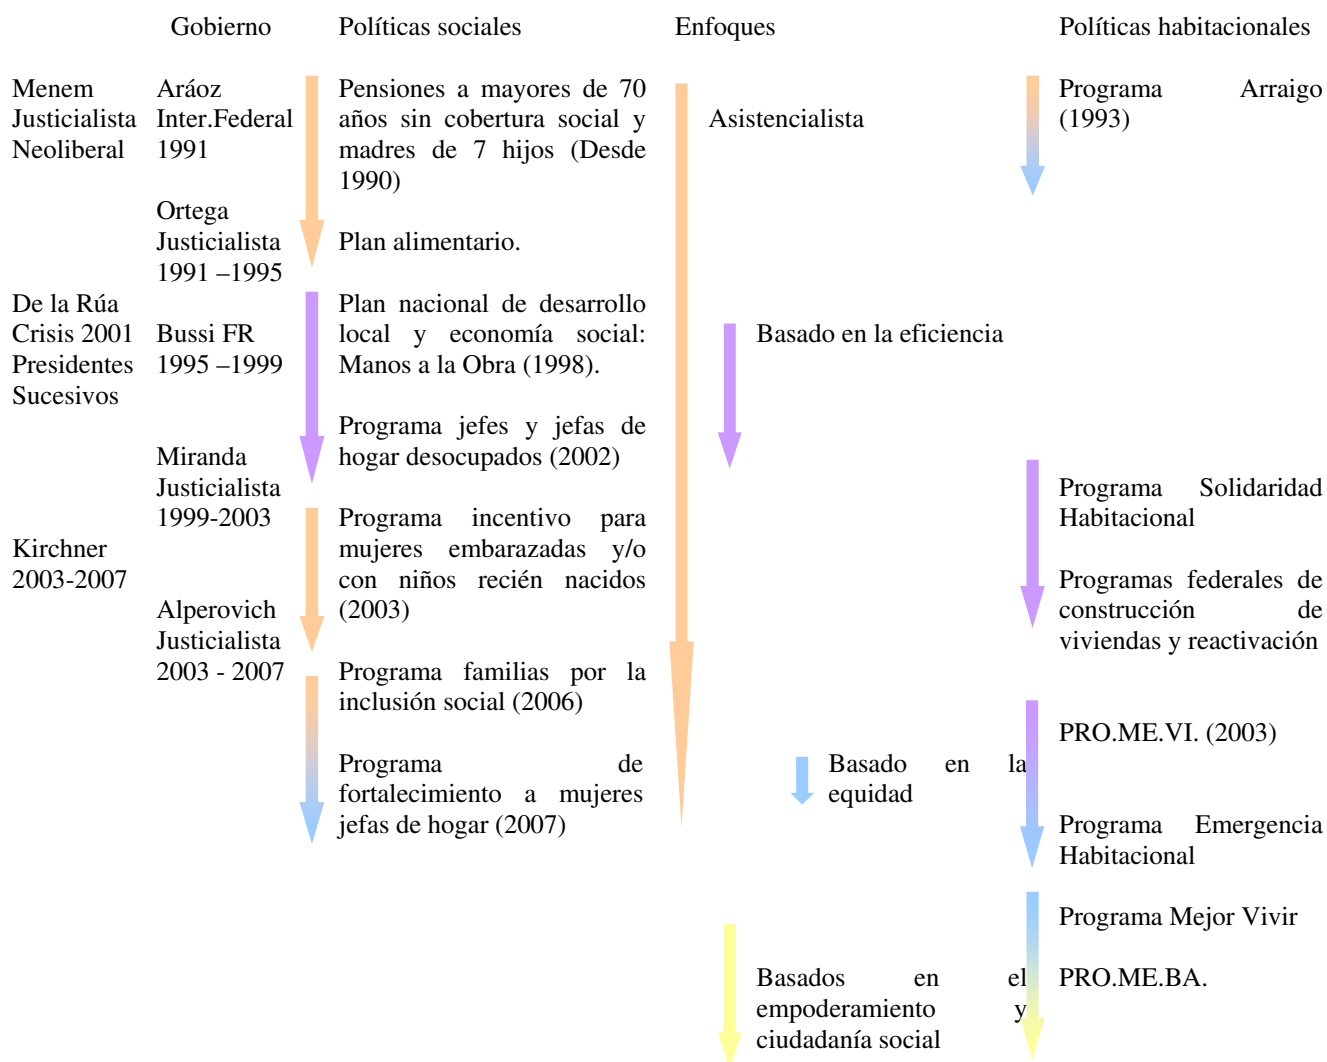 Gobierno
Políticas sociales
Enfoques
Políticas habitacionales
Menem
Justicialista
Neoliberal
De la Rúa
Crisis 2001
Presidentes
Sucesivos
Kirchner
2003-2007
Aráoz
Inter.Federal
1991
Ortega
Justicialista
1991 –1995
Bussi FR
1995 –1999
Miranda
Justicialista
1999-2003
Alperovich
Justicialista
2003 - 2007
Pensiones a mayores de 70
años sin cobertura social y
madres de 7 hijos (Desde
1990)
Plan alimentario.
Plan nacional de desarrollo
local y economía social:
Manos a la Obra (1998).
Programa jefes y jefas de
hogar desocupados (2002)
Programa incentivo para
mujeres embarazadas y/o
con niños recién nacidos
(2003)
Programa familias por la
inclusión social (2006)
Programa de
fortalecimiento a mujeres
jefas de hogar (2007)
Asistencialista
Basado en la eficiencia
Basado en la
equidad
Basados en el
empoderamiento y
ciudadanía social
Programa Arraigo
(1993)
Programa Solidaridad
Habitacional
Programas federales de
construcción de
viviendas y reactivación
PRO.ME.VI. (2003)
Programa Emergencia
Habitacional
Programa Mejor Vivir
PRO.ME.BA.